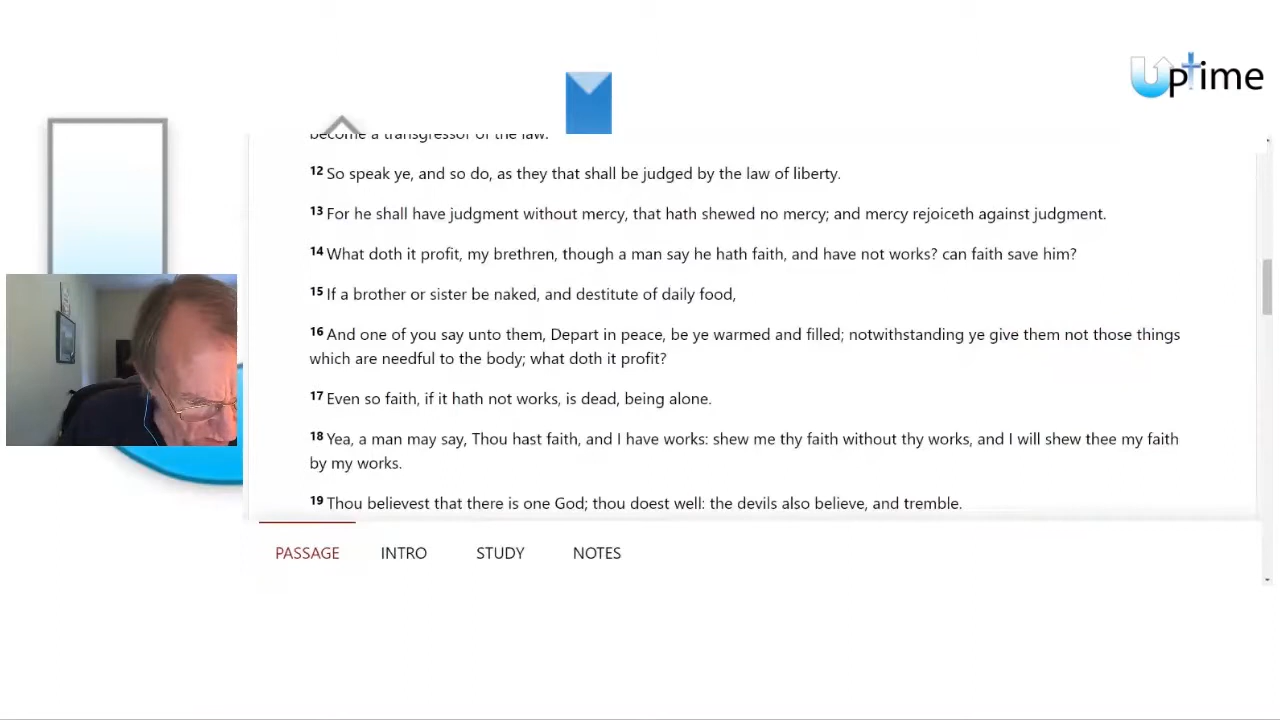 Uptime
become a transgressor of the law.
12 So speak ye, and so do, as they that shall be judged by the law of liberty.
13 For he shall have judgment without mercy, that hath shewed no mercy; and mercy rejoiceth against judgment.
14 What doth it profit, my brethren, though a man say he hath faith, and have not works? can faith save him?
15 If a brother or sister be naked, and destitute of daily food,
16 And one of you say unto them, Depart in peace, be ye warmed and filled; notwithstanding ye give them not those things
which are needful to the body; what doth it profit?
17 Even so faith, if it hath not works, is dead, being alone.
18 Yea, a man may say, Thou hast faith, and I have works: shew me thy faith without thy works, and I will shew thee my faith
by my works.
19 Thou believest that there is one God; thou doest well: the devils also believe, and tremble.
PASSAGE INTRO STUDY NOTES